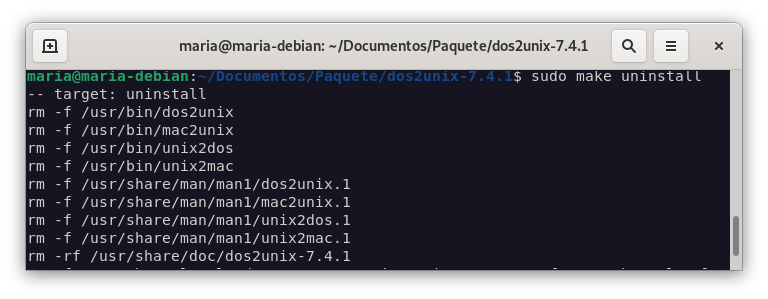 maria@maria-debian: ~/Documentos/Paquete/dos2unix-7.4.1
maria@maria-debian:~/Documentos/Paquete/dos2unix-7.4.1$ sudo make uninstall
-- target: uninstall
rm -f /usr/bin/dos2unix
rm -f /usr/bin/mac2unix
rm -f /usr/bin/unix2dos
rm -f /usr/bin/unix2mac
rm -f /usr/share/man/man1/dos2unix.1
rm -f /usr/share/man/man1/mac2unix.1
rm -f /usr/share/man/man1/unix2dos.1
rm -f /usr/share/man/man1/unix2mac.1
rm -rf /usr/share/doc/dos2unix-7.4.1